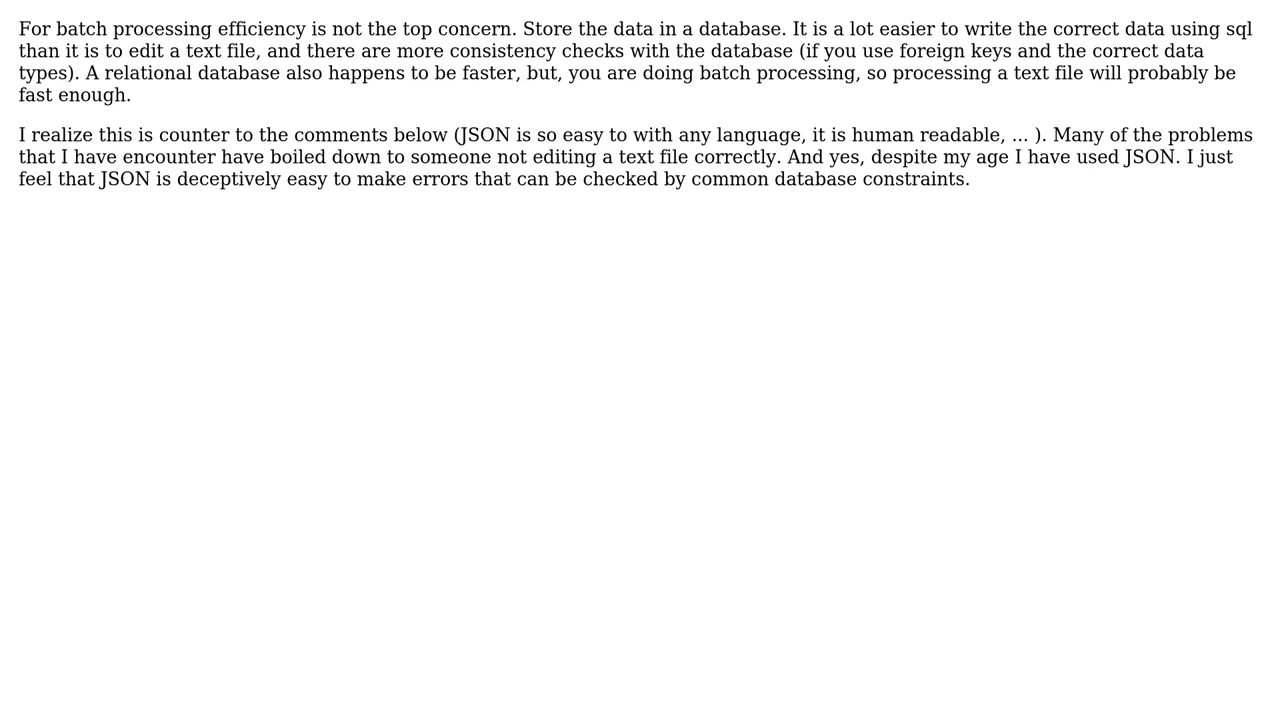 For batch processing efficiency is not the top concern. Store the data in a database. It is a lot easier to write the correct data using sql
than it is to edit a text file, and there are more consistency checks with the database (if you use foreign keys and the correct data
types). A relational database also happens to be faster, but, you are doing batch processing, so processing a text file will probably be
fast enough.
I realize this is counter to the comments below (JSON is so easy to with any language, it is human readable, ... ). Many of the problems
that I have encounter have boiled down to someone not editing a text file correctly. And yes, despite my age I have used JSON. I just
feel that JSON is deceptively easy to make errors that can be checked by common database constraints.